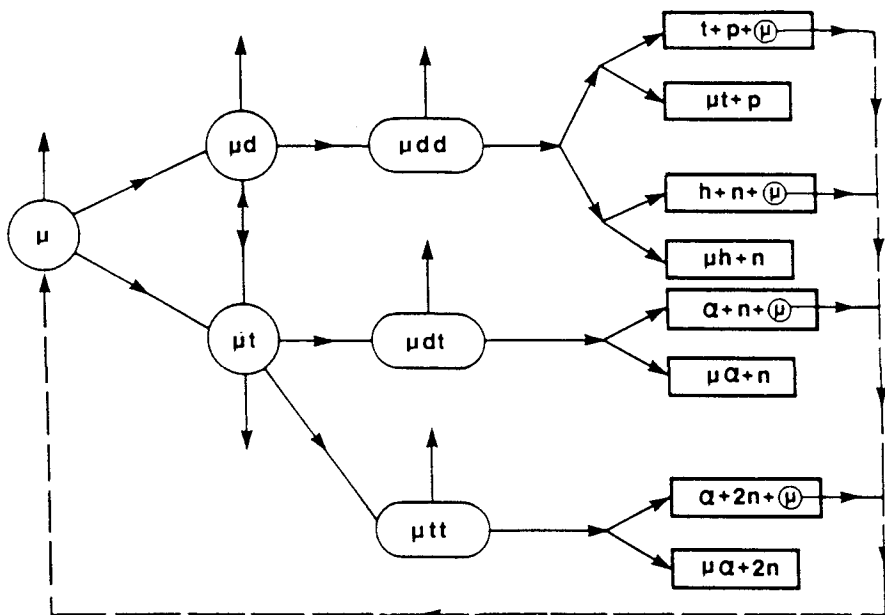 t+p+μ
μd
μdd
μt+p
μ
h+n+μ
μh+n
α+n+μ
μt
μdt
μα+n
α+2n+μ
μtt
μα+2n